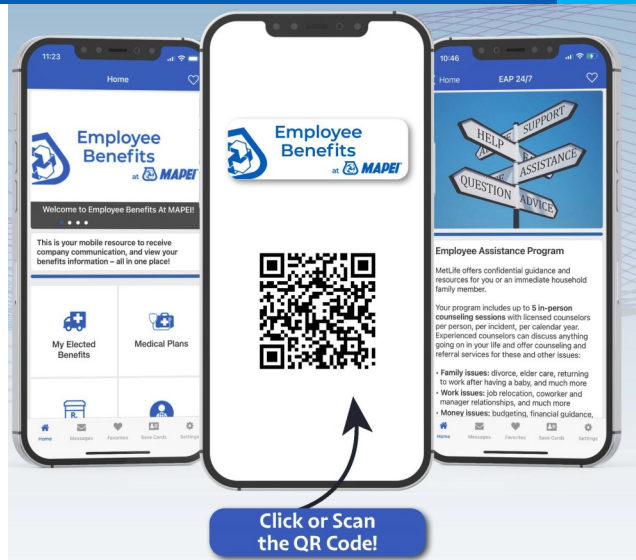 11:23
Home
Employee
Benefits
at MAPEI
Welcome to Employee Benefits At MAPEI!
This is your mobile resource to receive
company communication, and view your
benefits information – all in one place!
My Elected
Benefits
Medical Plans
Home
Messages
Favorites
Save Cards
Settings
Employee
Benefits
at MAPEI
Click or Scan
the QR Code!
10:46
Home
EAP 24/7
HELP
SUPPORT
ASSISTANCE
QUESTION
ADVICE
Employee Assistance Program
MetLife offers confidential guidance and
resources for you or an immediate household
family member.
Your program includes up to 5 in-person
counseling sessions with licensed counselors
per person, per incident, per calendar year.
Experienced counselors can discuss anything
going on in your life and offer counseling and
referral services for these and other issues:
• Family issues: divorce, elder care, returning
to work after having a baby, and much more
• Work issues: job relocation, coworker and
manager relationships, and much more
• Money issues: budgeting, financial guidance,
Home
Messages
Favorites
Save Cards
Settings